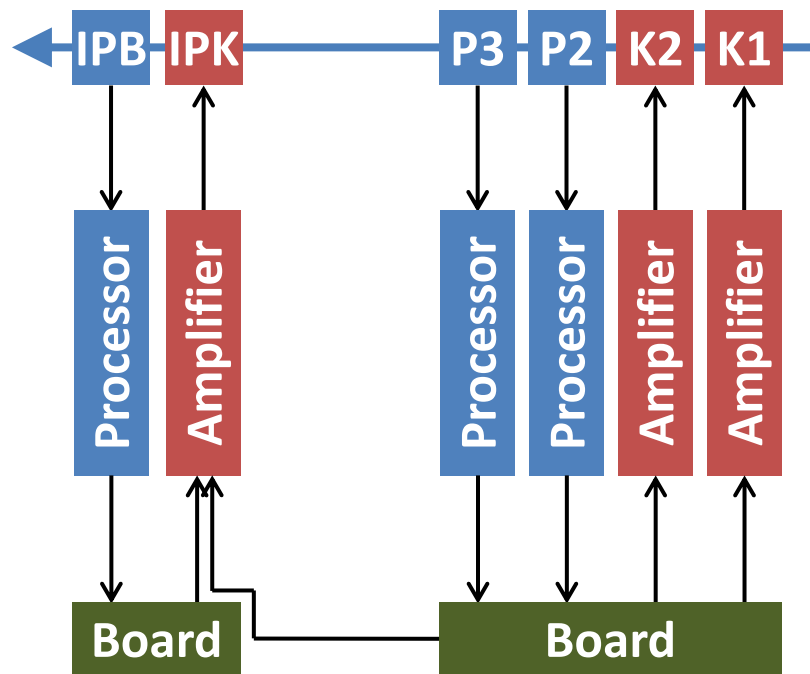 IPB IPK P3 P2 K2 K1
Processor Amplifier Processor Processor Amplifier Amplifier
Board Board